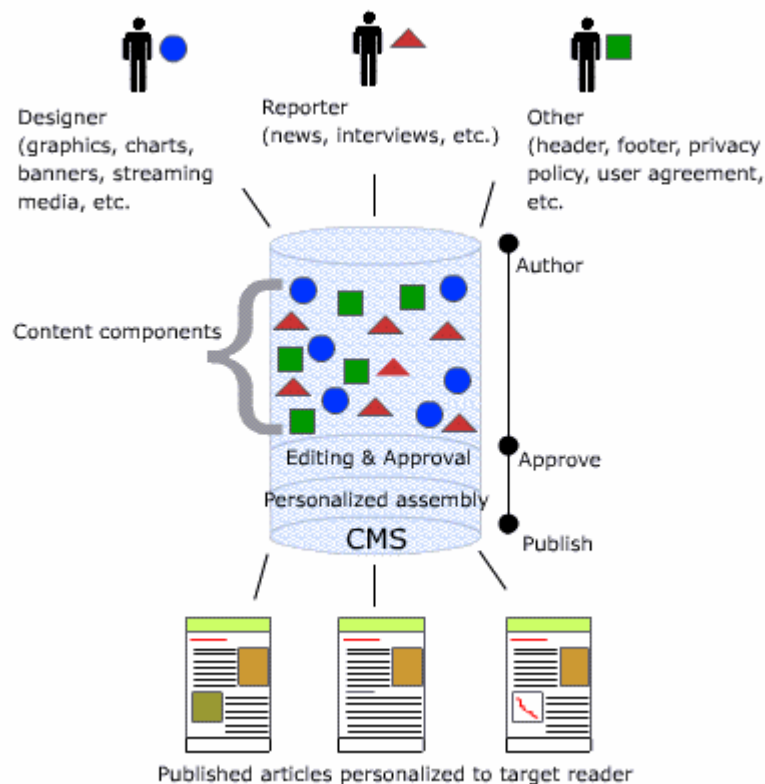 Designer
(graphics, charts,
banners, streaming
media, etc.
Reporter
(news, interviews, etc.)
Other
(header, footer, privacy
policy, user agreement,
etc.
Author
Content components
Editing & Approval
Approve
Personalized assembly
CMS
Publish
Published articles personalized to target reader